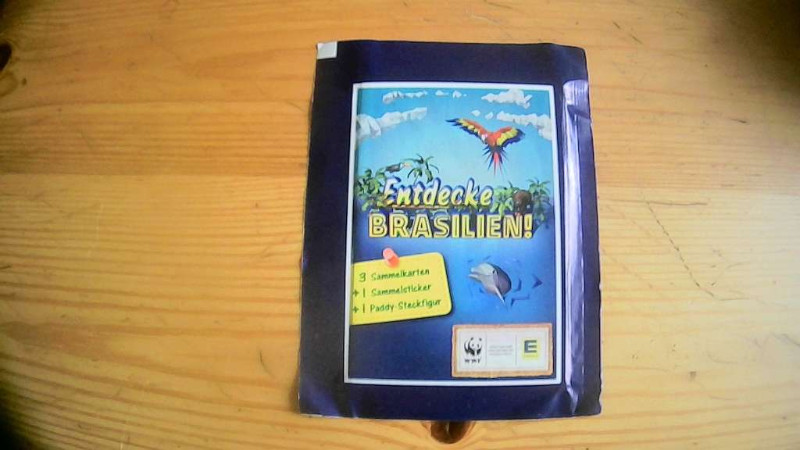 Entdecke
BRASILIEN!
3 Sammelkarten
+1 Sammelsticker
+1 Paddy-Steckfigur
WWF
E